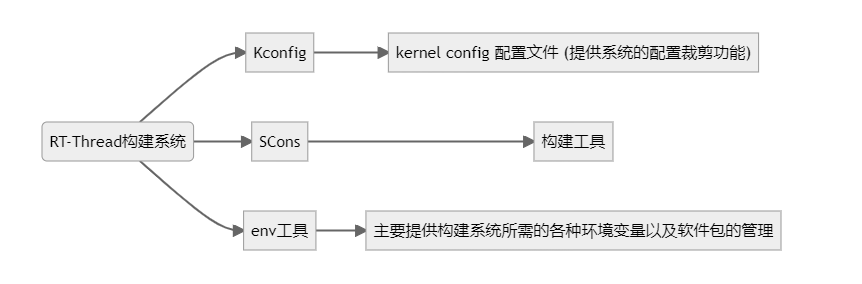 Kconfig
kernel config 配置文件 (提供系统的配置裁剪功能)
RT-Thread构建系统
SCons
构建工具
env工具
主要提供构建系统所需的各种环境变量以及软件包的管理